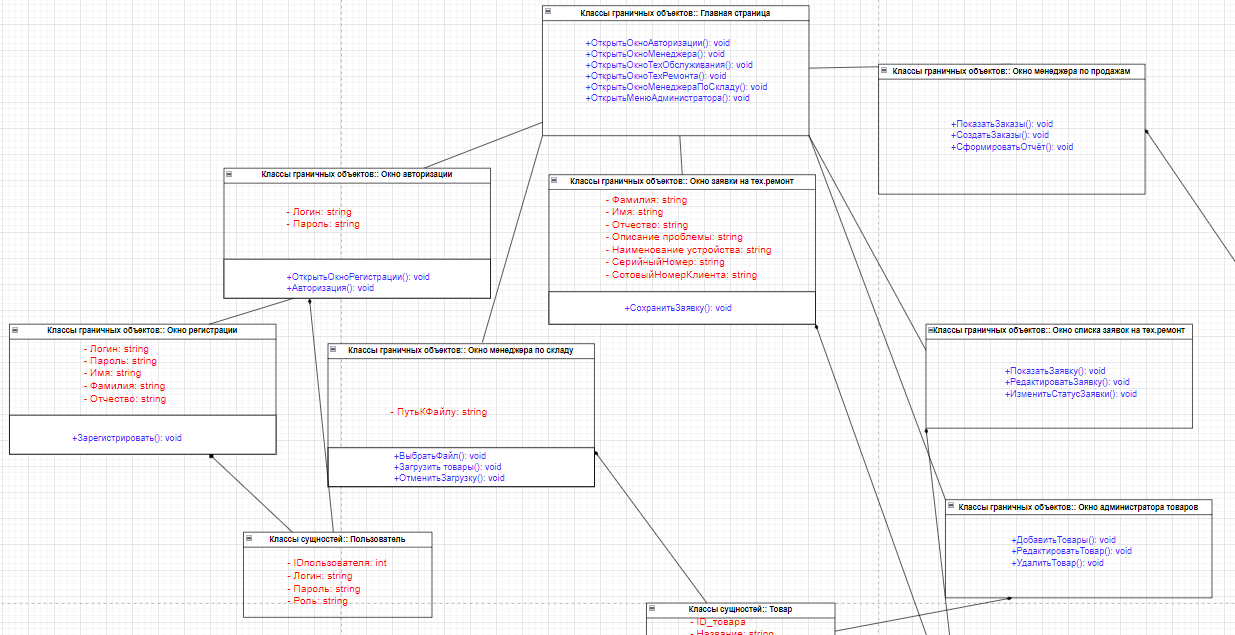 Классы граничных объектов:: Главная страница
+ОткрытьОкноАвторизации(): void
+ОткрытьОкноМенеджера(): void
+ОткрытьОкноТехОболуживания(): void
+ОткрытьОкноТехРемонта(): void
+ОткрытьОкноМенеджераПоСкладу(): void
+ОткрытьМенюАдминистратора(): void
Классы граничных объектов:: Окно менеджера по продажам
+ПоказатьЗаказы(): void
+СоздатьЗаказы(): void
+СформироватьОтчёт(): void
Классы граничных объектов:: Окно авторизации
- Логин: string
- Пароль: string
+ОткрытьОкноРегистрации(): void
+Авторизация(): void
Классы граничных объектов:: Окно заявки на тех.ремонт
- Фамилия: string
- Имя: string
- Отчество: string
- Описание проблемы: string
- Наименование устройства: string
- СерийныйНомер: string
- СотовыйНомерКлиента: string
+СохранитьЗаявку(): void
Классы граничных объектов:: Окно регистрации
- Логин: string
- Пароль: string
- Имя: string
- Фамилия: string
- Отчество: string
+Зарегистрировать(): void
Классы граничных объектов:: Окно менеджера по складу
- ПутьКФайлу: string
+ВыбратьФайл(): void
+Загрузить товары(): void
+ОтменитьЗагрузку(): void
Классы граничных объектов:: Окно списка заявок на тех.ремонт
+ПоказатьЗаявку(): void
+РедактироватьЗаявку(): void
+ИзменитьСтатусЗаявки(): void
Классы граничных объектов:: Окно администратора товаров
+ДобавитьТовары(): void
+РедактироватьТовар(): void
+УдалитьТовар(): void
Классы сущностей:: Пользователь
- IDпользователя: int
- Логин: string
- Пароль: string
- Роль: string
Классы сущностей:: Товар
- ID_товара
- Название: string